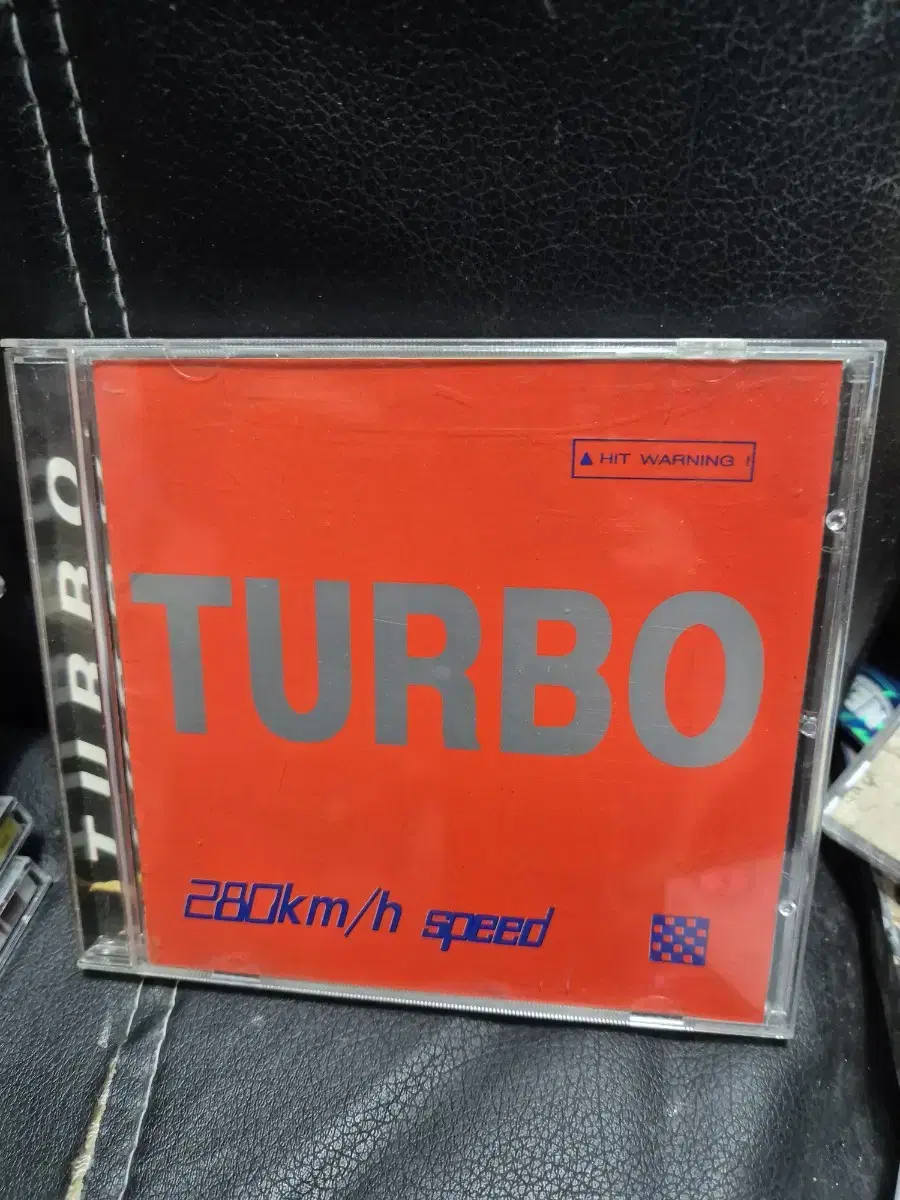 TURBO
▲ HIT WARNING !
TURBO
280km/h speed